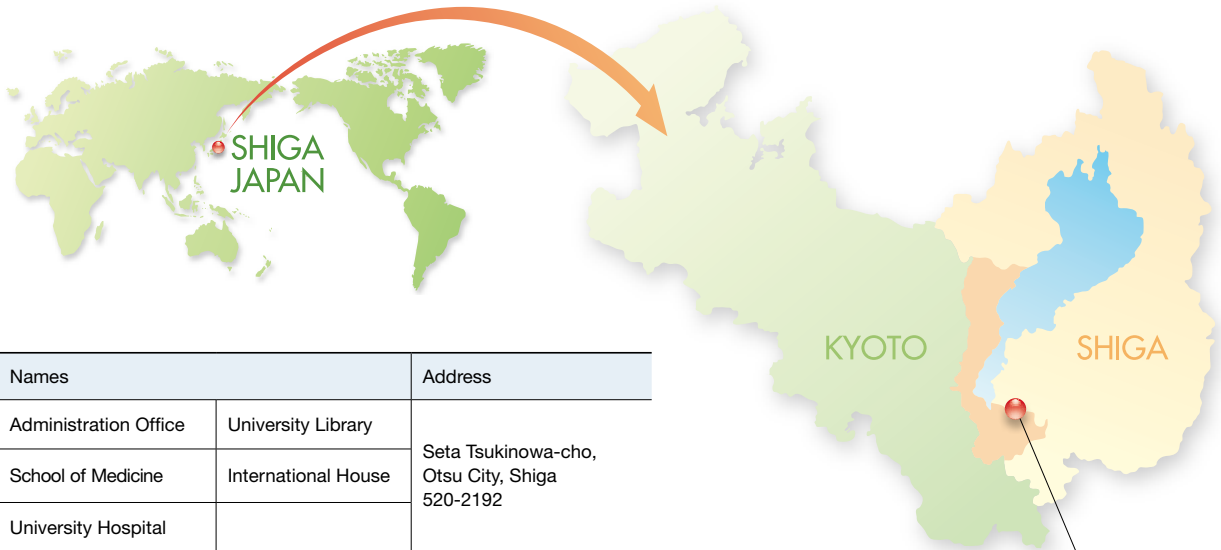 SHIGA
JAPAN
KYOTO
SHIGA
Names
Address
Administration Office
University Library
Seta Tsukinowa-cho,
Otsu City, Shiga
520-2192
School of Medicine
International House
University Hospital